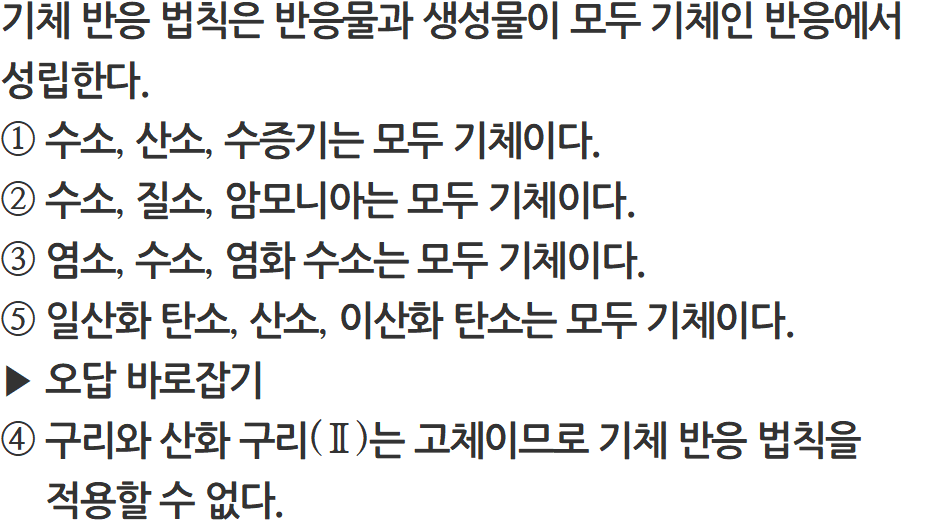 기체 반응 법칙은 반응물과 생성물이 모두 기체인 반응에서
성립한다.
① 수소, 산소, 수증기는 모두 기체이다.
② 수소, 질소, 암모니아는 모두 기체이다.
③ 염소, 수소, 염화 수소는 모두 기체이다.
⑤ 일산화 탄소, 산소, 이산화 탄소는 모두 기체이다.
▶ 오답 바로잡기
④ 구리와 산화 구리(Ⅱ)는 고체이므로 기체 반응 법칙을
적용할 수 없다.